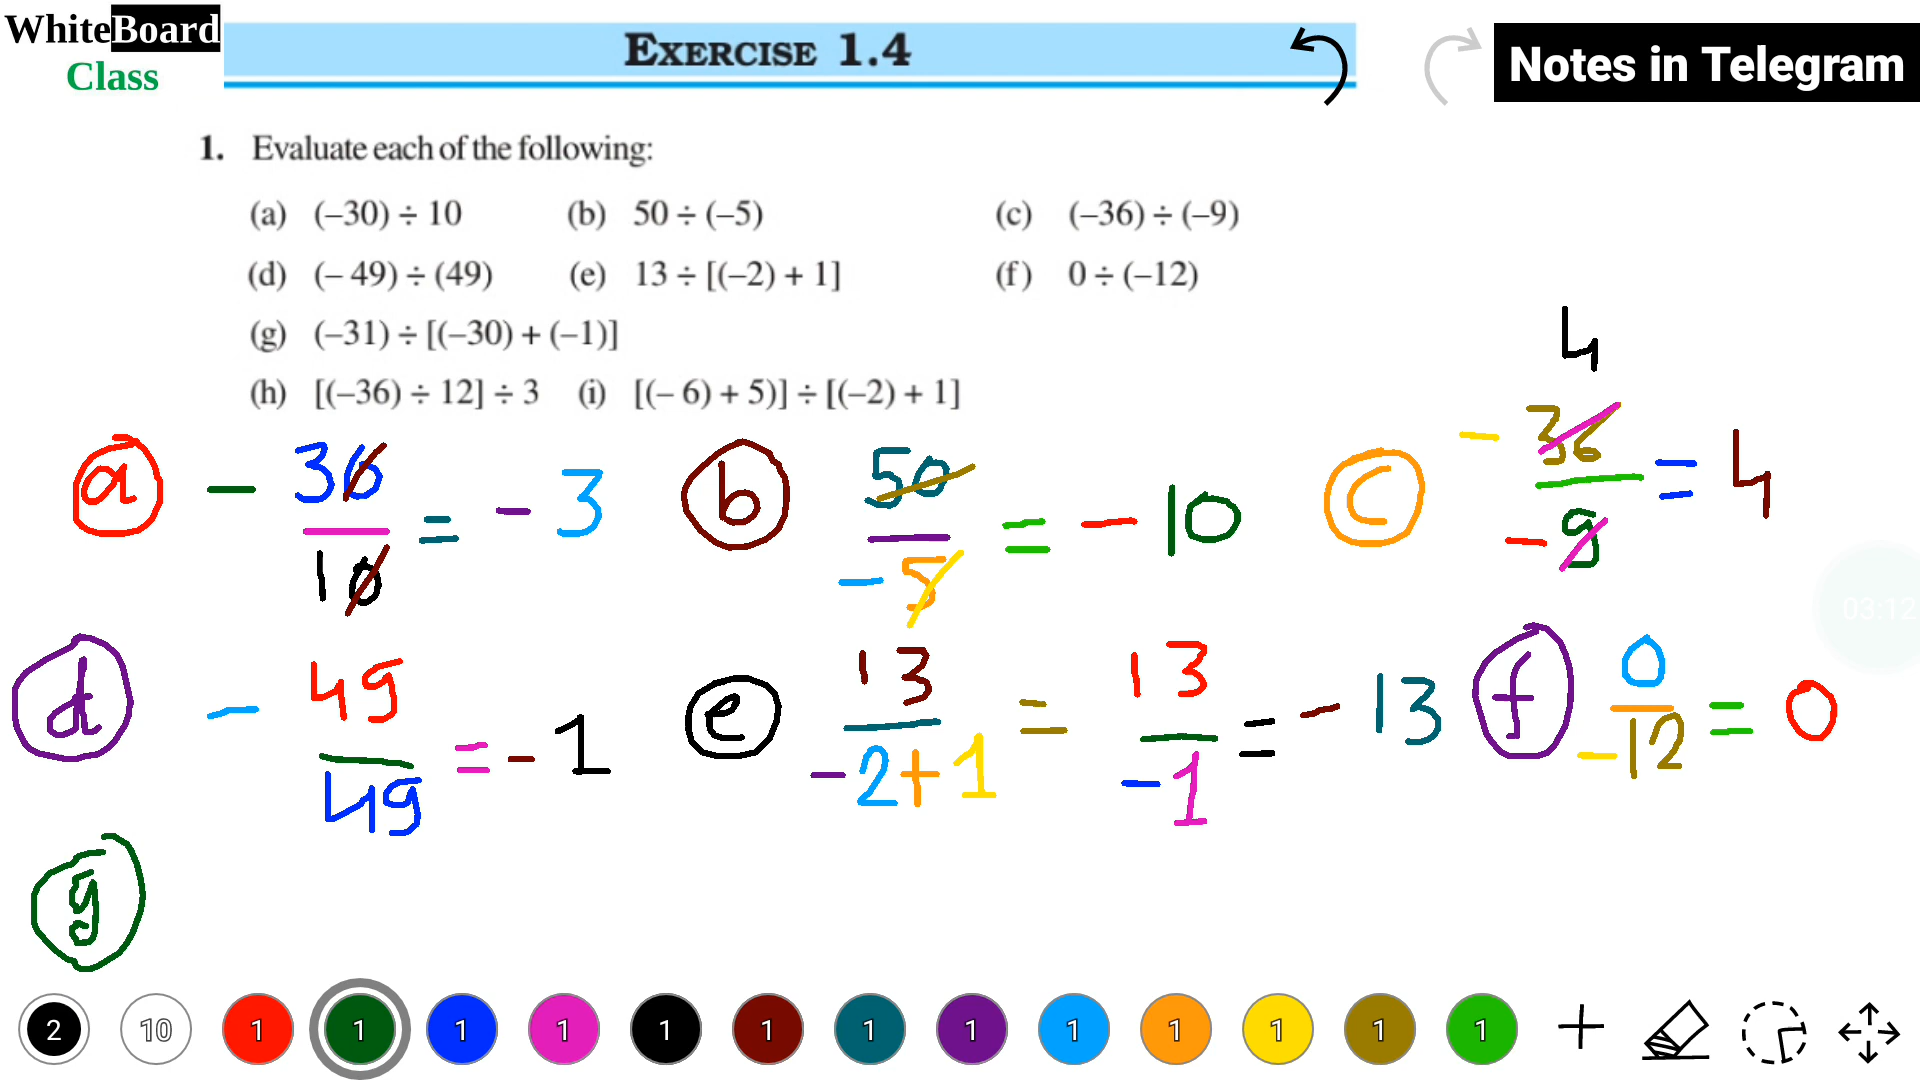 WhiteBoard
Class
EXERCISE 1.4
Notes in Telegram
1. Evaluate each of the following:
(a) (–30) ÷ 10 (b) 50 ÷ (–5) (c) (–36) ÷ (–9)
(d) (– 49) ÷ (49) (e) 13 ÷ [(–2) + 1] (f) 0 ÷ (–12)
(g) (–31) ÷ [(–30) + (–1)]
(h) [(–36) ÷ 12] ÷ 3 (i) [(– 6) + 5)] ÷ [(–2) + 1]
a - 30/10 = - 3
b 50/-5 = - 10
c 4 - 36/-9 = 4
d - 49/49 = - 1
e 13/-2+1 = 13/-1 = - 13
f 0/-12 = 0
g
03:12
2 10 1 1 1 1 1 1 1 1 1 1 1 1 1